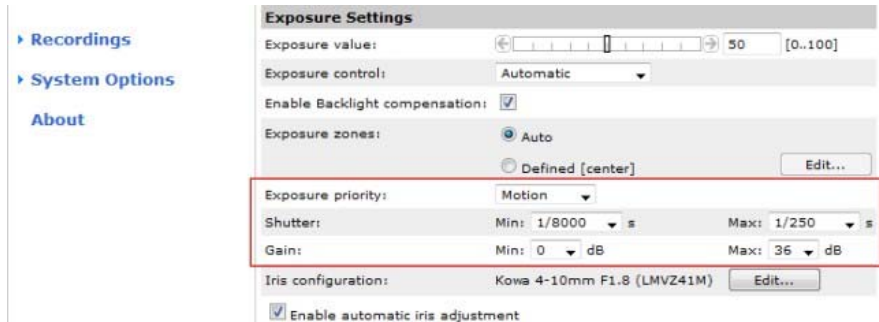 Recordings
System Options
About
Exposure Settings
Exposure value: 50 [0..100]
Exposure control: Automatic
Enable Backlight compensation:
Exposure zones: Auto
Defined [center] Edit...
Exposure priority: Motion
Shutter: Min: 1/8000 s Max: 1/250 s
Gain: Min: 0 dB Max: 36 dB
Iris configuration: Kowa 4-10mm F1.8 (LMVZ41M) Edit...
Enable automatic iris adjustment